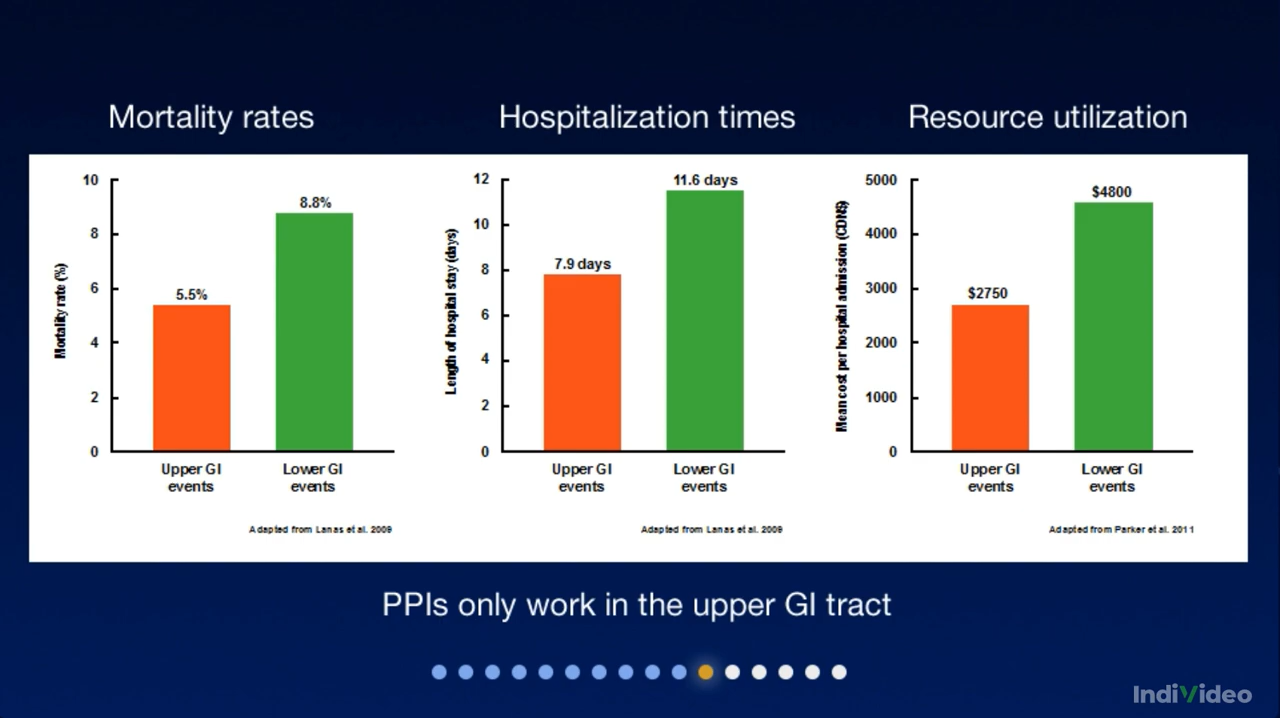 Mortality rates
Hospitalization times
Resource utilization
Mortality rate (%)
10
8
6
4
2
0
5.5%
8.8%
Upper GI
events
Lower GI
events
Adapted from Lanas et al. 2009
Length of hospital stay (days)
12
10
8
6
4
2
0
7.9 days
11.6 days
Upper GI
events
Lower GI
events
Adapted from Lanas et al. 2009
Mean cost per hospital admission (CDN$)
5000
4000
3000
2000
1000
0
$2750
$4800
Upper GI
events
Lower GI
events
Adapted from Parker et al. 2011
PPIs only work in the upper GI tract
IndiVideo